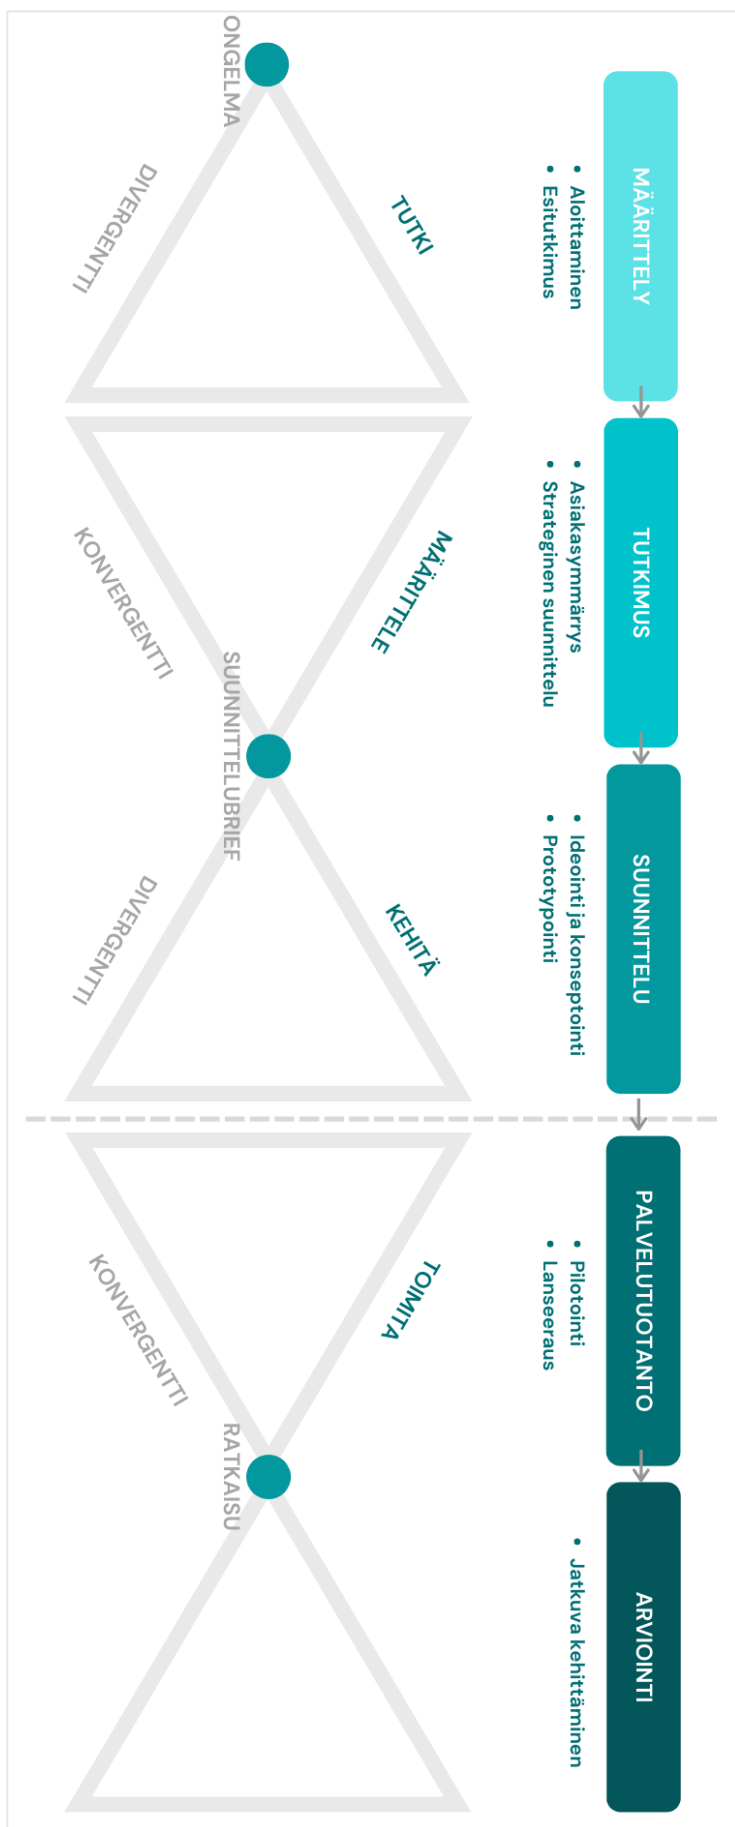 MÄÄRITTELY
TUTKIMUS
SUUNNITTELU
PALVELUTUOTANTO
ARVIOINTI
• Aloittaminen
• Esitutkimus
• Asiakasymmärrys
• Strateginen suunnittelu
• Ideointi ja konseptointi
• Prototypointi
• Pilotointi
• Lanseeraus
• Jatkuva kehittäminen
TUTKI
MÄÄRITTELE
KEHITÄ
TOIMITA
ONGELMA
SUUNNITTELUBRIEF
RATKAISU
DIVERGENTTI
KONVERGENTTI
DIVERGENTTI
KONVERGENTTI